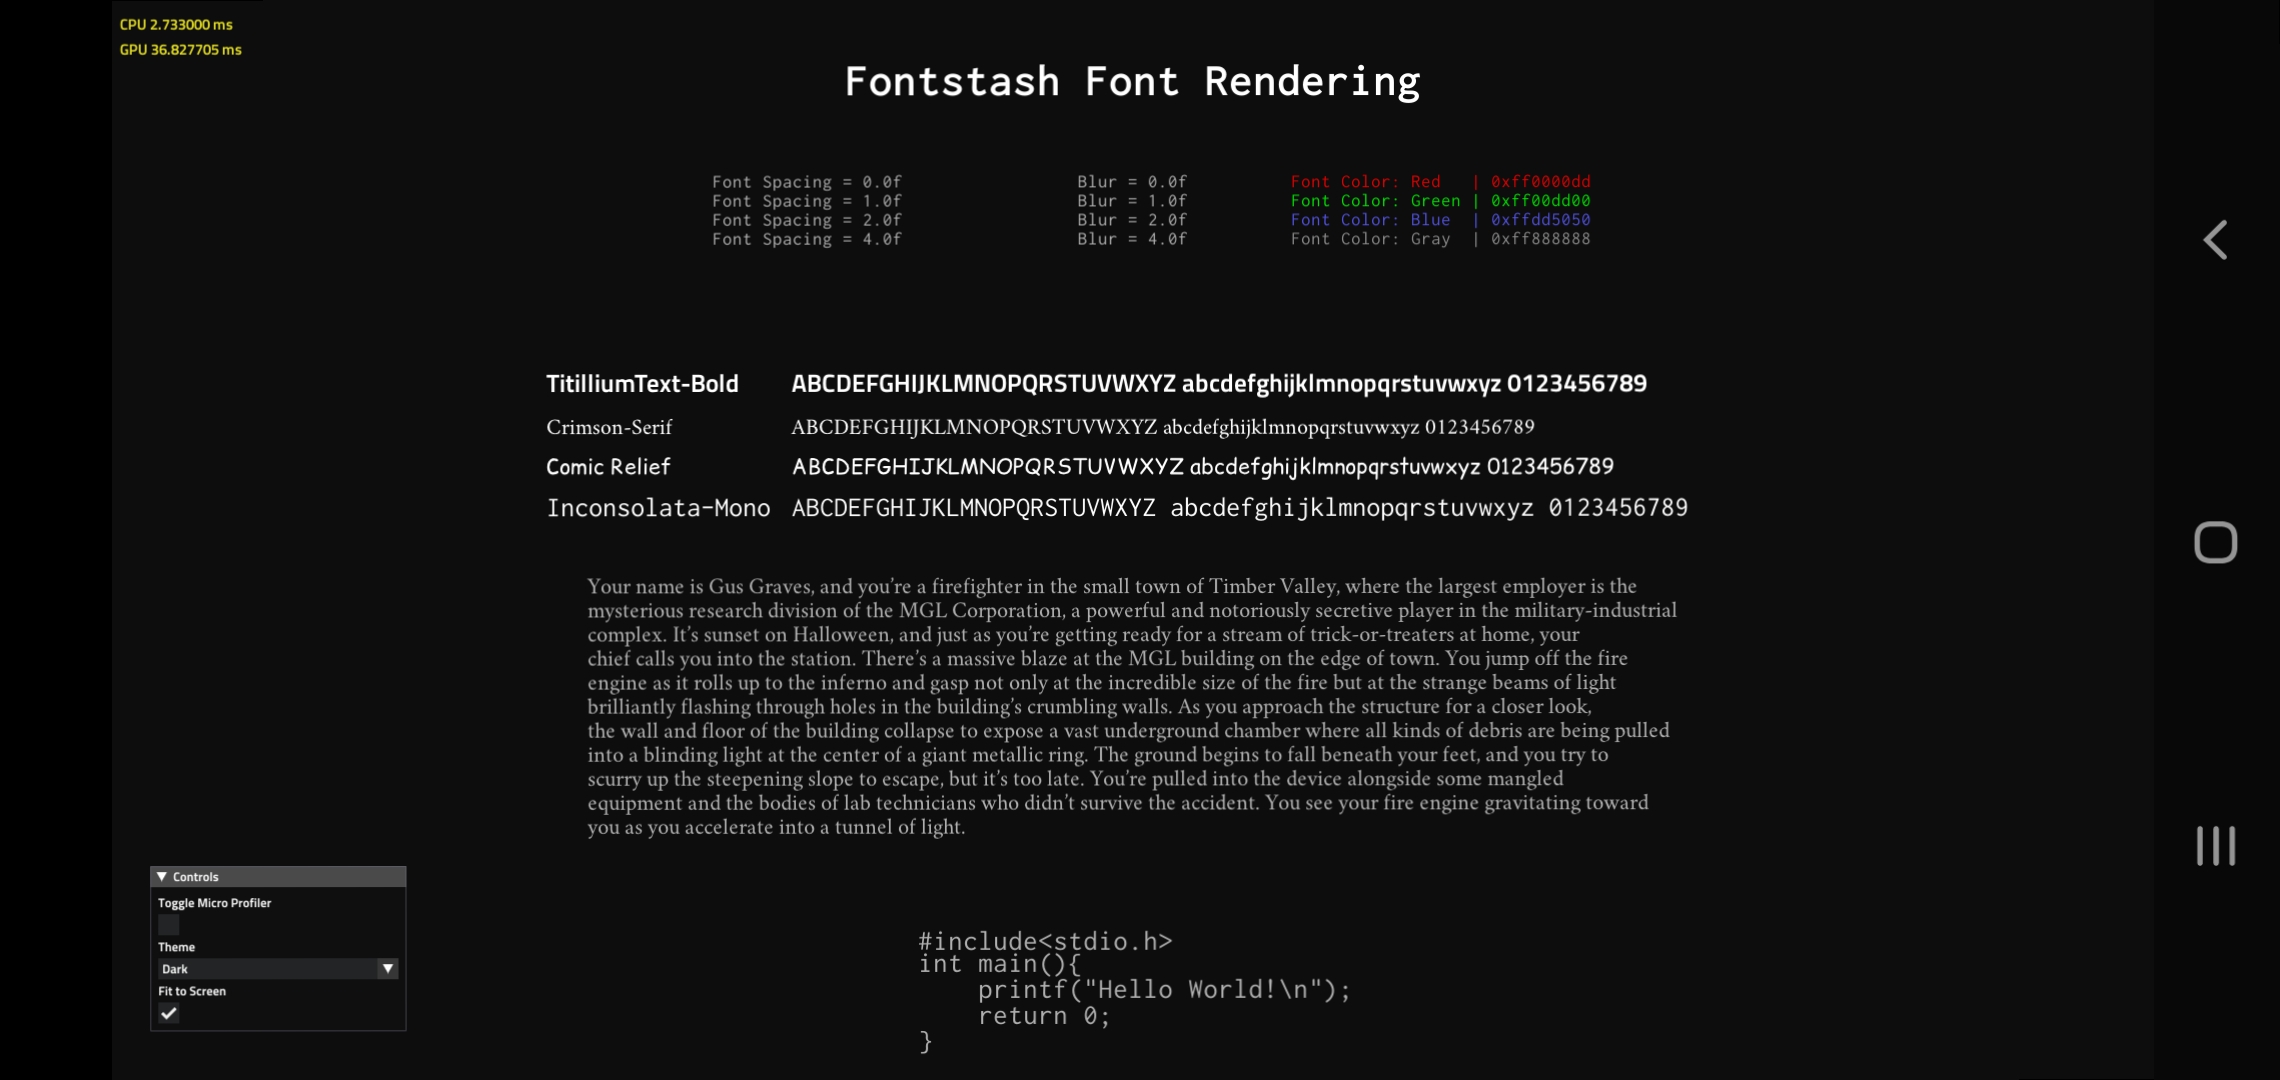 CPU 2.733000 ms
GPU 36.827705 ms
Fontstash Font Rendering
Font Spacing = 0.0f Blur = 0.0f Font Color: Red | 0xff0000dd
Font Spacing = 1.0f Blur = 1.0f Font Color: Green | 0xff00dd00
Font Spacing = 2.0f Blur = 2.0f Font Color: Blue | 0xffdd5050
Font Spacing = 4.0f Blur = 4.0f Font Color: Gray | 0xff888888
TitilliumText-Bold ABCDEFGHIJKLMNOPQRSTUVWXYZ abcdefghijklmnopqrstuvwxyz 0123456789
Crimson-Serif ABCDEFGHIJKLMNOPQRSTUVWXYZ abcdefghijklmnopqrstuvwxyz 0123456789
Comic Relief ABCDEFGHIJKLMNOPQRSTUVWXYZ abcdefghijklmnopqrstuvwxyz 0123456789
Inconsolata-Mono ABCDEFGHIJKLMNOPQRSTUVWXYZ abcdefghijklmnopqrstuvwxyz 0123456789
Your name is Gus Graves, and you’re a firefighter in the small town of Timber Valley, where the largest employer is the
mysterious research division of the MGL Corporation, a powerful and notoriously secretive player in the military-industrial
complex. It’s sunset on Halloween, and just as you’re getting ready for a stream of trick-or-treaters at home, your
chief calls you into the station. There’s a massive blaze at the MGL building on the edge of town. You jump off the fire
engine as it rolls up to the inferno and gasp not only at the incredible size of the fire but at the strange beams of light
brilliantly flashing through holes in the building’s crumbling walls. As you approach the structure for a closer look,
the wall and floor of the building collapse to expose a vast underground chamber where all kinds of debris are being pulled
into a blinding light at the center of a giant metallic ring. The ground begins to fall beneath your feet, and you try to
scurry up the steepening slope to escape, but it’s too late. You’re pulled into the device alongside some mangled
equipment and the bodies of lab technicians who didn’t survive the accident. You see your fire engine gravitating toward
you as you accelerate into a tunnel of light.
Controls
Toggle Micro Profiler
Theme
Dark
Fit to Screen
#include<stdio.h>
int main(){
    printf("Hello World!\n");
    return 0;
}